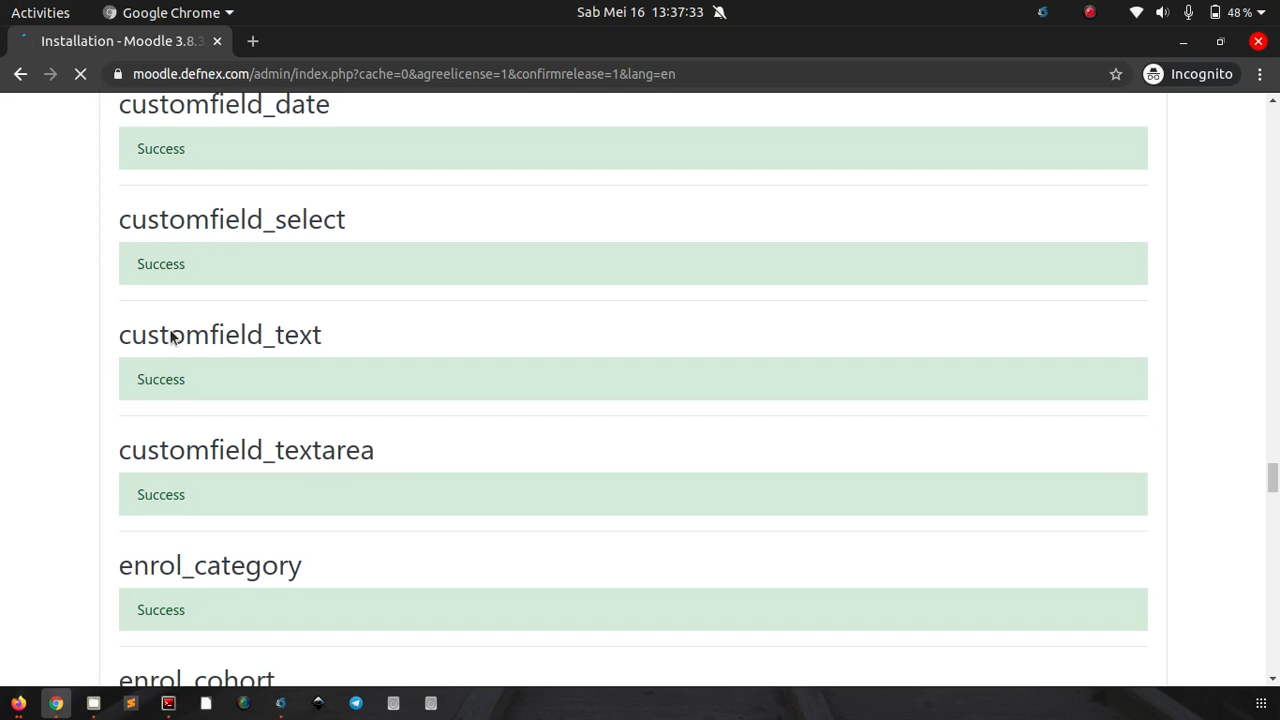 Activities
Google Chrome
Sab Mei 16 13:37:33
48%
Installation - Moodle 3.8.3
moodle.defnex.com/admin/index.php?cache=0&agreelicense=1&confirmrelease=1&lang=en
Incognito
customfield_date
Success
customfield_select
Success
customfield_text
Success
customfield_textarea
Success
enrol_category
Success
enrol_cohort